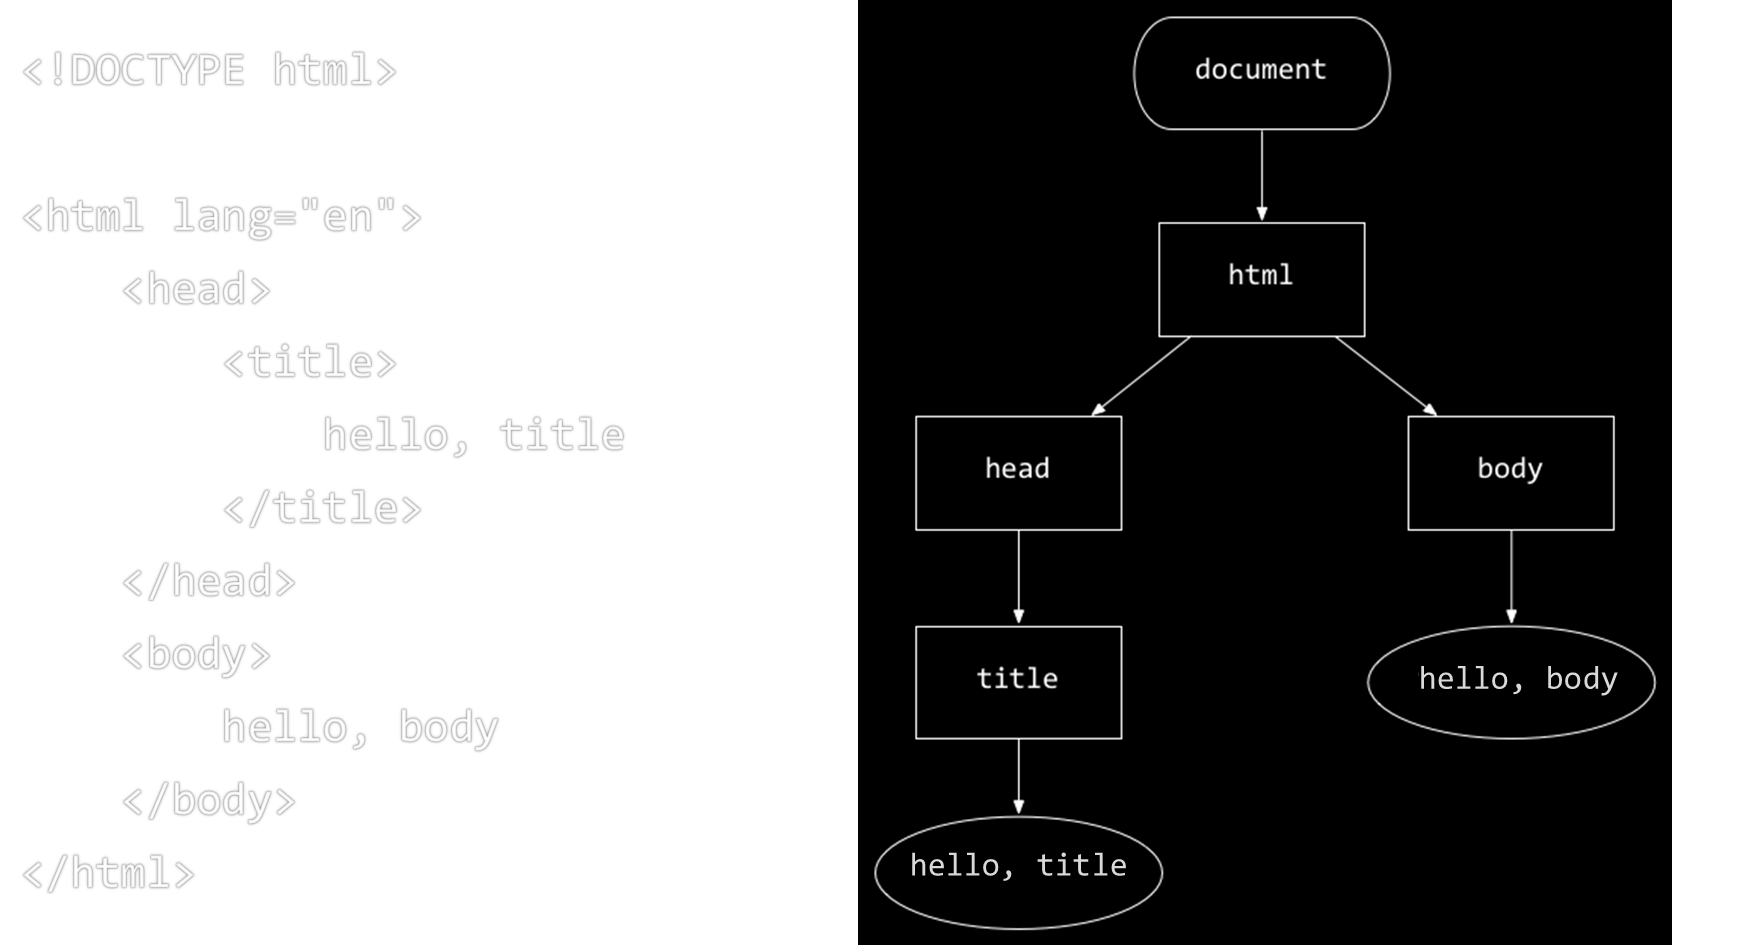 <!DOCTYPE html>
<html lang="en">
<head>
<title>
hello, title
</title>
</head>
<body>
hello, body
</body>
</html>
document
html
head
body
title
hello, body
hello, title